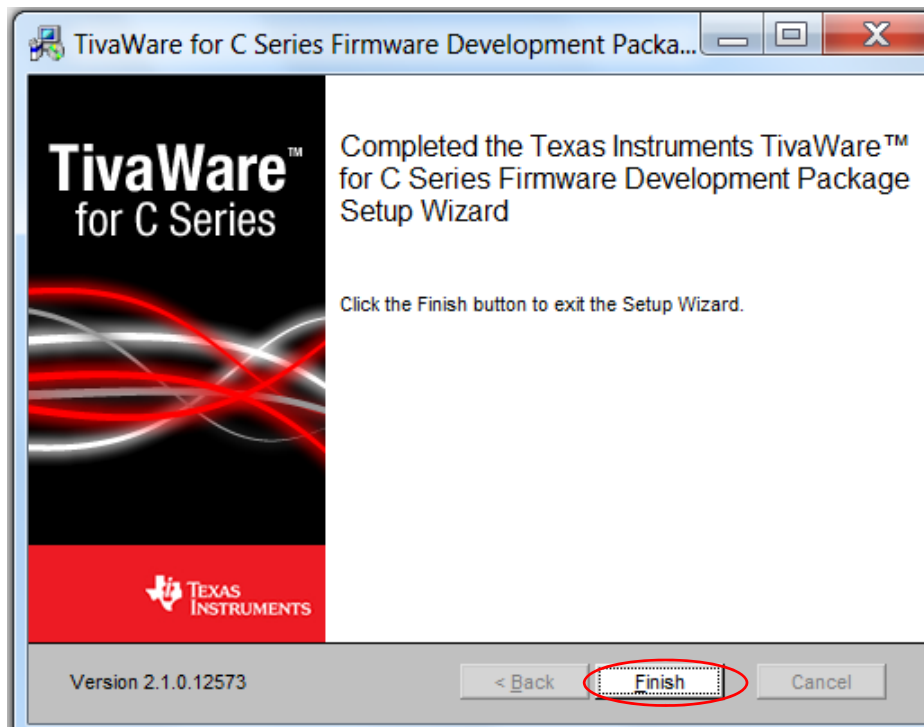 TivaWare for C Series Firmware Development Packa...
TivaWare™
for C Series
Completed the Texas Instruments TivaWare™
for C Series Firmware Development Package
Setup Wizard
Click the Finish button to exit the Setup Wizard.
TEXAS
INSTRUMENTS
Version 2.1.0.12573
< Back
Finish
Cancel